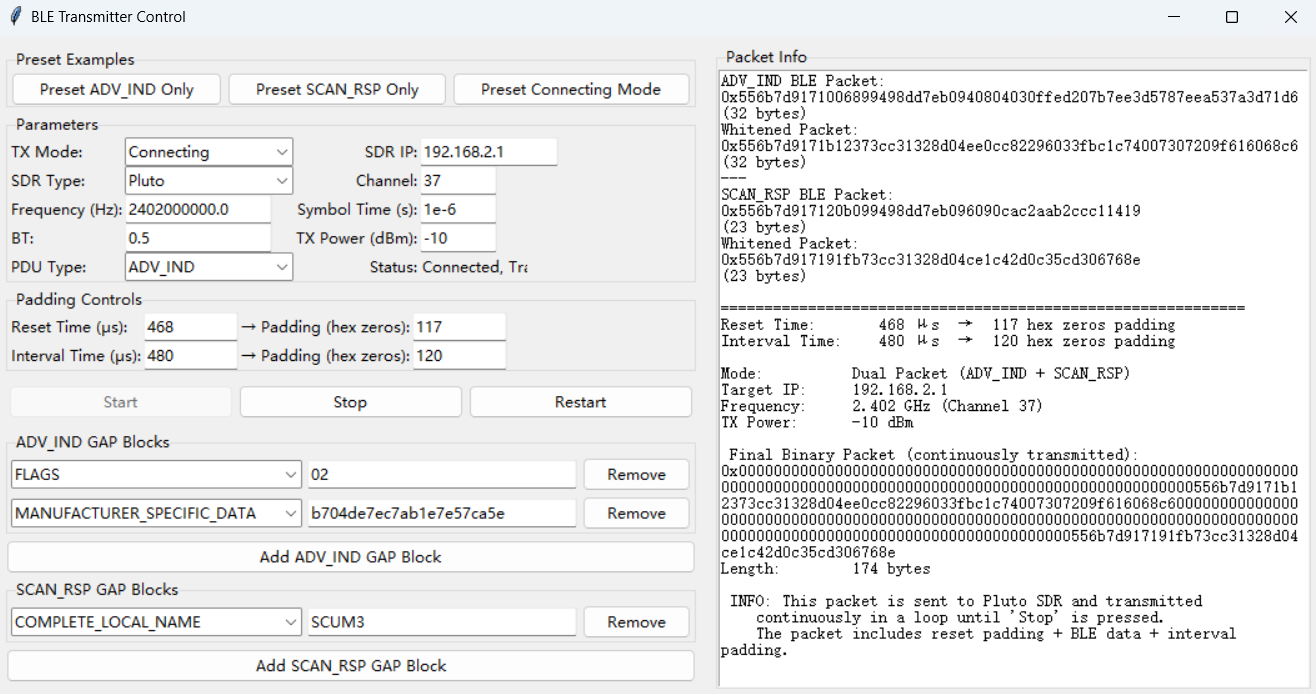 BLE Transmitter Control
Preset Examples
Preset ADV_IND Only
Preset SCAN_RSP Only
Preset Connecting Mode
Parameters
TX Mode: Connecting SDR IP: 192.168.2.1
SDR Type: Pluto Channel: 37
Frequency (Hz): 2402000000.0 Symbol Time (s): 1e-6
BT: 0.5 TX Power (dBm): -10
PDU Type: ADV_IND Status: Connected, Tra
Padding Controls
Reset Time (µs): 468 → Padding (hex zeros): 117
Interval Time (µs): 480 → Padding (hex zeros): 120
Start
Stop
Restart
ADV_IND GAP Blocks
FLAGS 02 Remove
MANUFACTURER_SPECIFIC_DATA b704de7ec7ab1e7e57ca5e Remove
Add ADV_IND GAP Block
SCAN_RSP GAP Blocks
COMPLETE_LOCAL_NAME SCUM3 Remove
Add SCAN_RSP GAP Block
Packet Info
ADV_IND BLE Packet:
0x556b7d9171006899498dd7eb0940804030ffed207b7ee3d5787eea537a3d71d6
(32 bytes)
Whitened Packet:
0x556b7d9171b12373cc31328d04ee0cc82296033fbc1c74007307209f616068c6
(32 bytes)
---
SCAN_RSP BLE Packet:
0x556b7d917120b099498dd7eb096090cac2aab2ccc11419
(23 bytes)
Whitened Packet:
0x556b7d917191fb73cc31328d04ce1c42d0c35cd306768e
(23 bytes)
============================================================
Reset Time: 468 μs → 117 hex zeros padding
Interval Time: 480 μs → 120 hex zeros padding
Mode: Dual Packet (ADV_IND + SCAN_RSP)
Target IP: 192.168.2.1
Frequency: 2.402 GHz (Channel 37)
TX Power: -10 dBm
Final Binary Packet (continuously transmitted):
0x0000000000000000000000000000000000000000000000000000000000000000
000000000000000000000000000000000000000000000000000000556b7d9171b1
2373cc31328d04ee0cc82296033fbc1c74007307209f616068c600000000000000
000000000000000000000000000000000000000000000000000000000000000000
0000000000000000000000000000000000000000556b7d917191fb73cc31328d04
ce1c42d0c35cd306768e
Length: 174 bytes
INFO: This packet is sent to Pluto SDR and transmitted
continuously in a loop until 'Stop' is pressed.
The packet includes reset padding + BLE data + interval
padding.